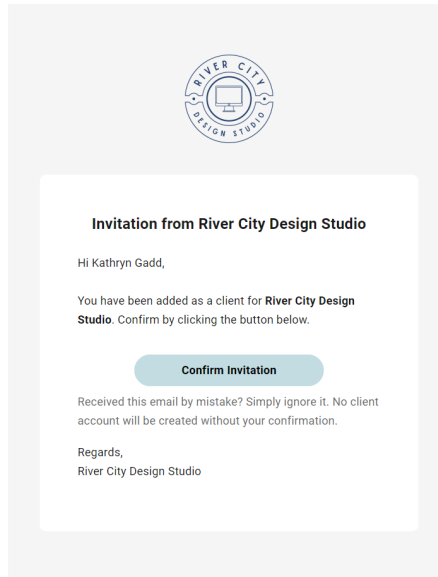 RIVER CITY
DESIGN STUDIO
Invitation from River City Design Studio
Hi Kathryn Gadd,
You have been added as a client for River City Design
Studio. Confirm by clicking the button below.
Confirm Invitation
Received this email by mistake? Simply ignore it. No client
account will be created without your confirmation.
Regards,
River City Design Studio